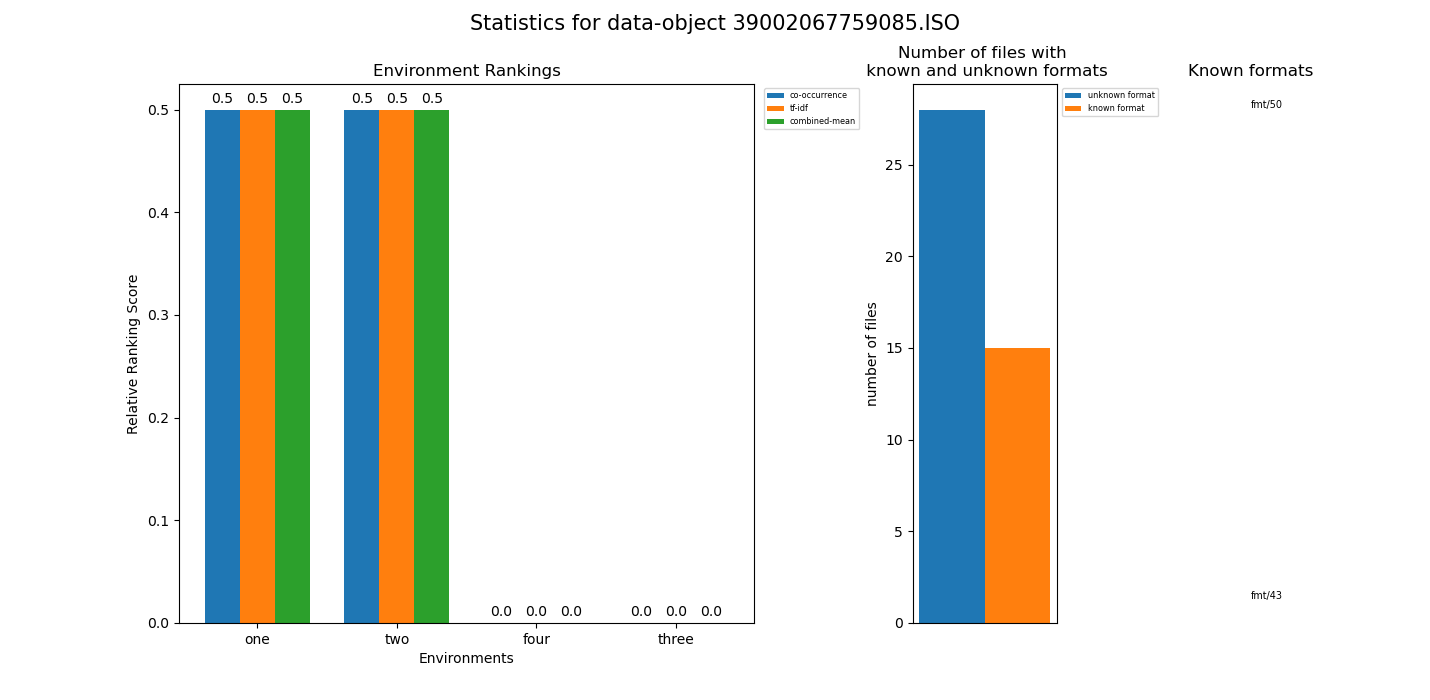 Statistics for data-object 39002067759085.ISO
Environment Rankings
0.5 0.5 0.5 0.5 0.5 0.5
0.0 0.0 0.0 0.0 0.0 0.0
0.5
0.4
0.3
0.2
0.1
0.0
Relative Ranking Score
one two four three
Environments
co-occurrence
tf-idf
combined-mean
Number of files with
known and unknown formats
25
20
15
10
5
0
number of files
unknown format
known format
Known formats
fmt/50
fmt/43